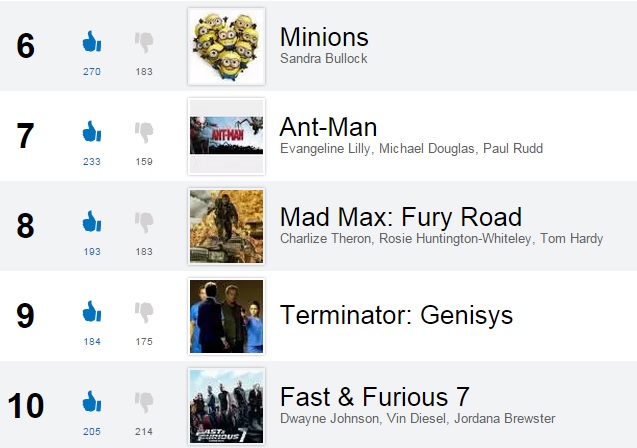 6
270
183
Minions
Sandra Bullock
7
233
159
ANT-MAN
Ant-Man
Evangeline Lilly, Michael Douglas, Paul Rudd
8
193
183
Mad Max: Fury Road
Charlize Theron, Rosie Huntington-Whiteley, Tom Hardy
9
184
175
Terminator: Genisys
10
205
214
FAST & FURIOUS 7
Fast & Furious 7
Dwayne Johnson, Vin Diesel, Jordana Brewster